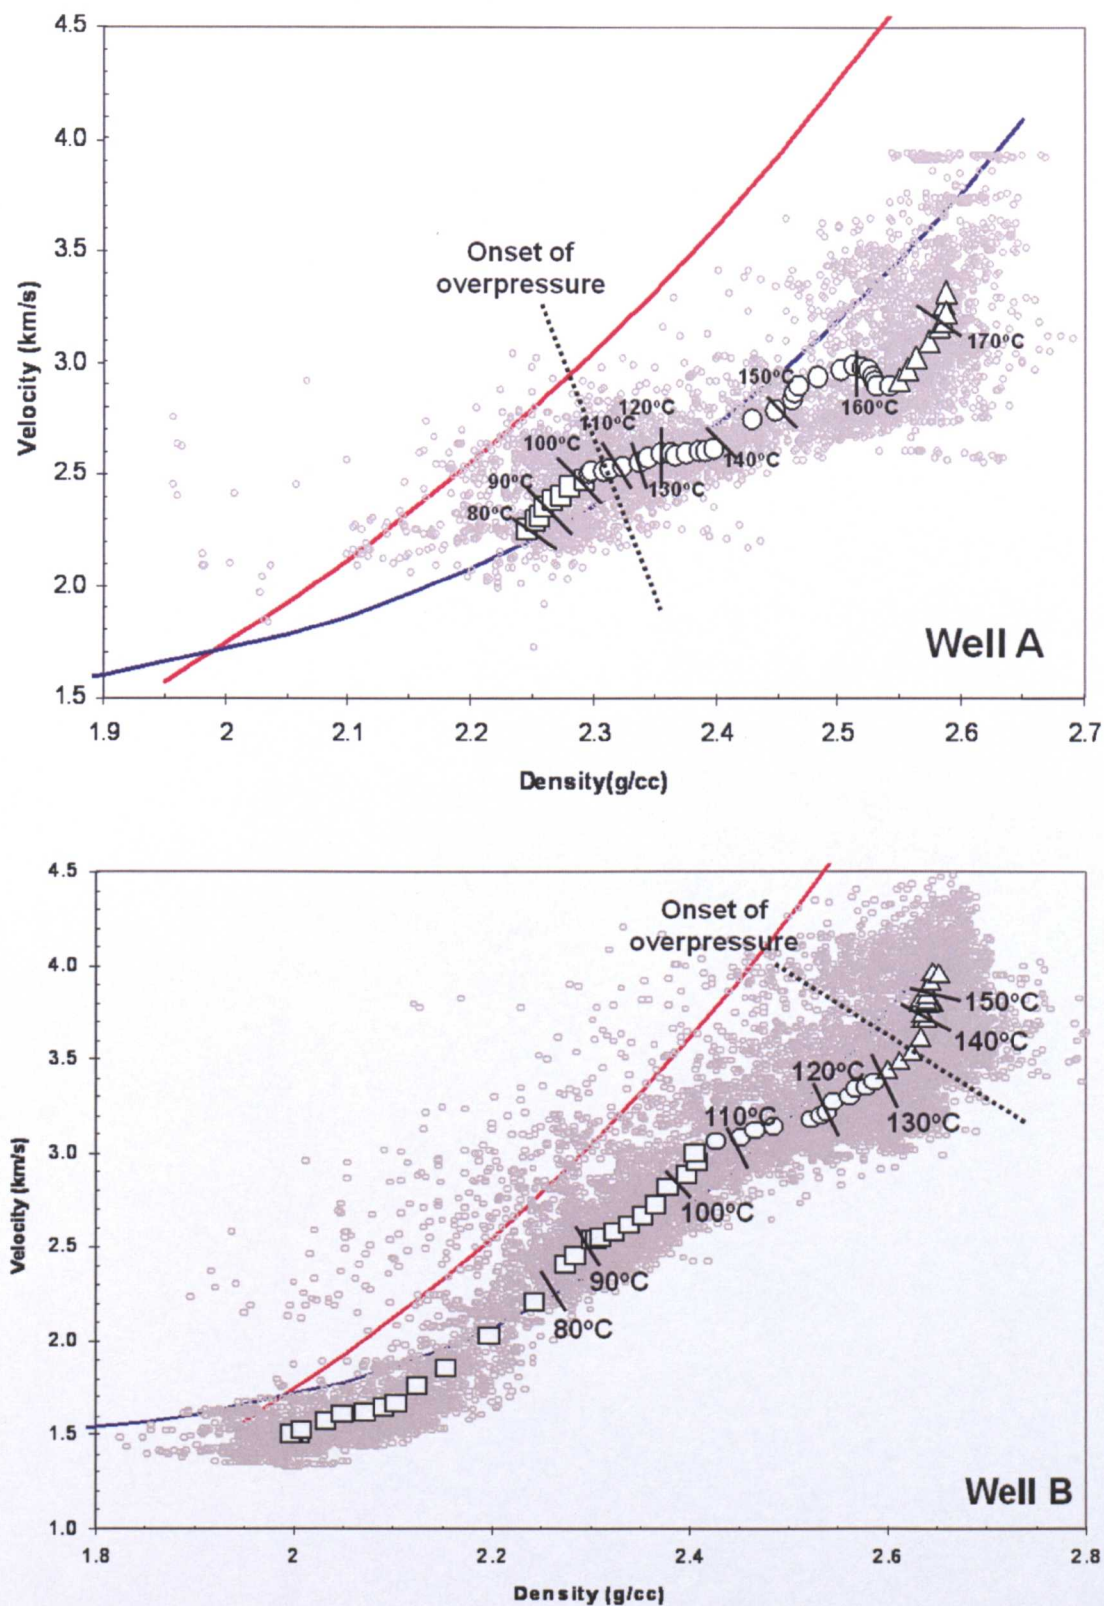 4.5
4.0
3.5
3.0
2.5
2.0
1.5
Velocity (km/s)
Onset of
overpressure
80°C
90°C
100°C
110°C
120°C
130°C
140°C
150°C
160°C
170°C
Well A
1.9
2
2.1
2.2
2.3
2.4
2.5
2.6
2.7
Density(g/cc)
4.5
4.0
3.5
3.0
2.5
2.0
1.5
1.0
Velocity (km/s)
Onset of
overpressure
150°C
140°C
120°C
130°C
110°C
100°C
90°C
80°C
Well B
1.8
2
2.2
2.4
2.6
2.8
Density (g/cc)